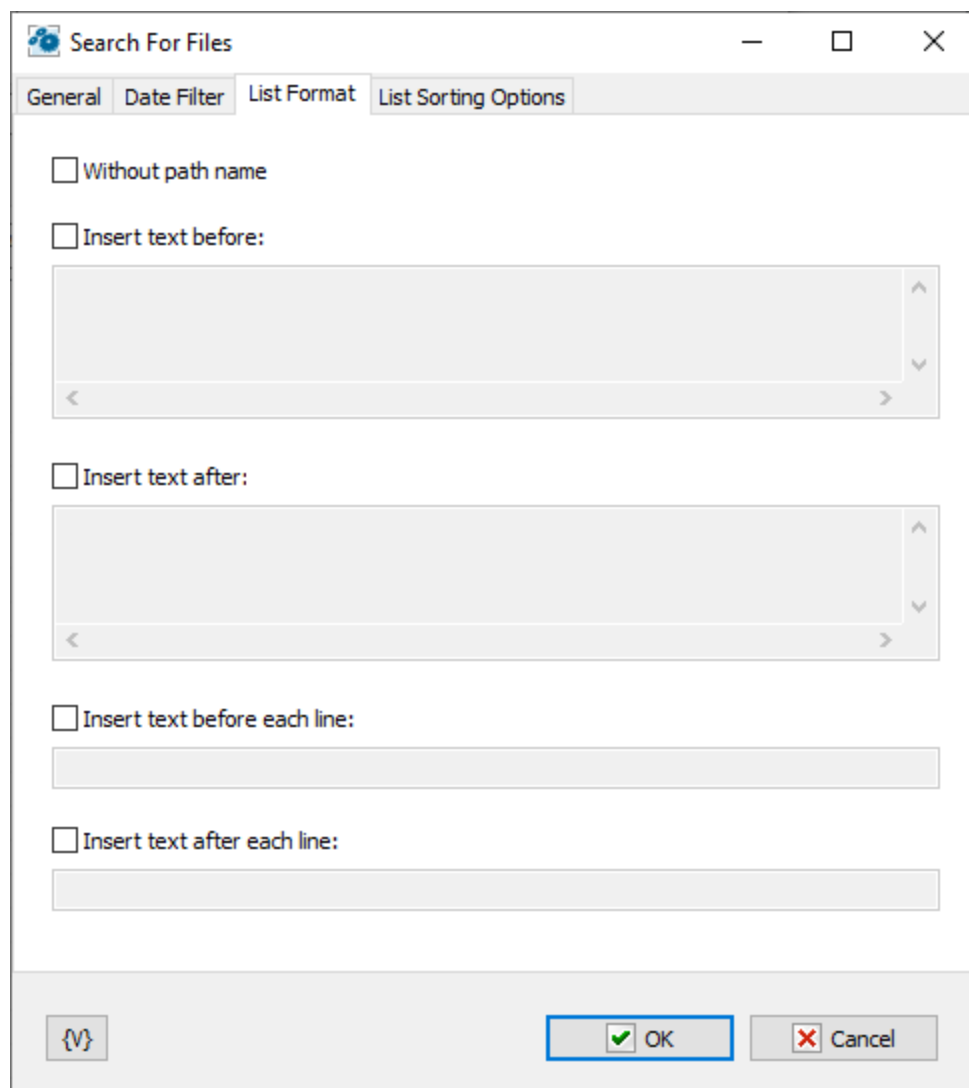 Search For Files
General Date Filter List Format List Sorting Options
Without path name
Insert text before:
Insert text after:
Insert text before each line:
Insert text after each line:
{V} OK Cancel